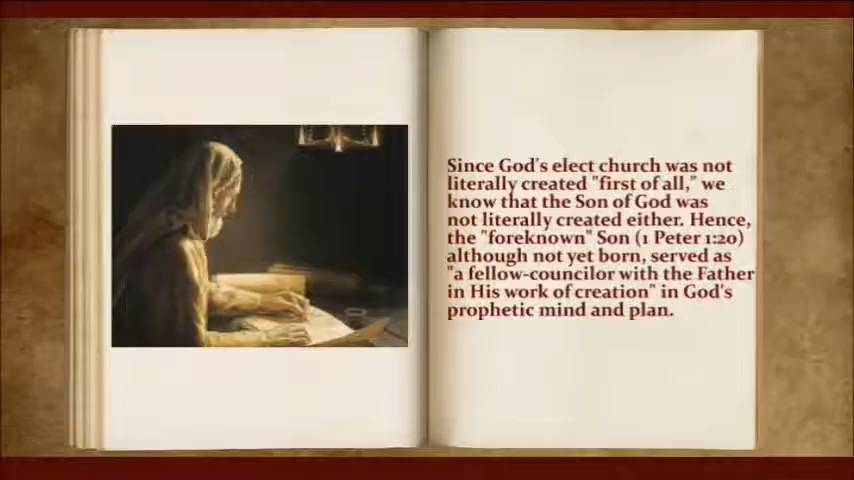 Since God's elect church was not
literally created "first of all," we
know that the Son of God was
not literally created either. Hence,
the "foreknown" Son (1 Peter 1:20)
although not yet born, served as
"a fellow-councilor with the Father
in His work of creation" in God's
prophetic mind and plan.